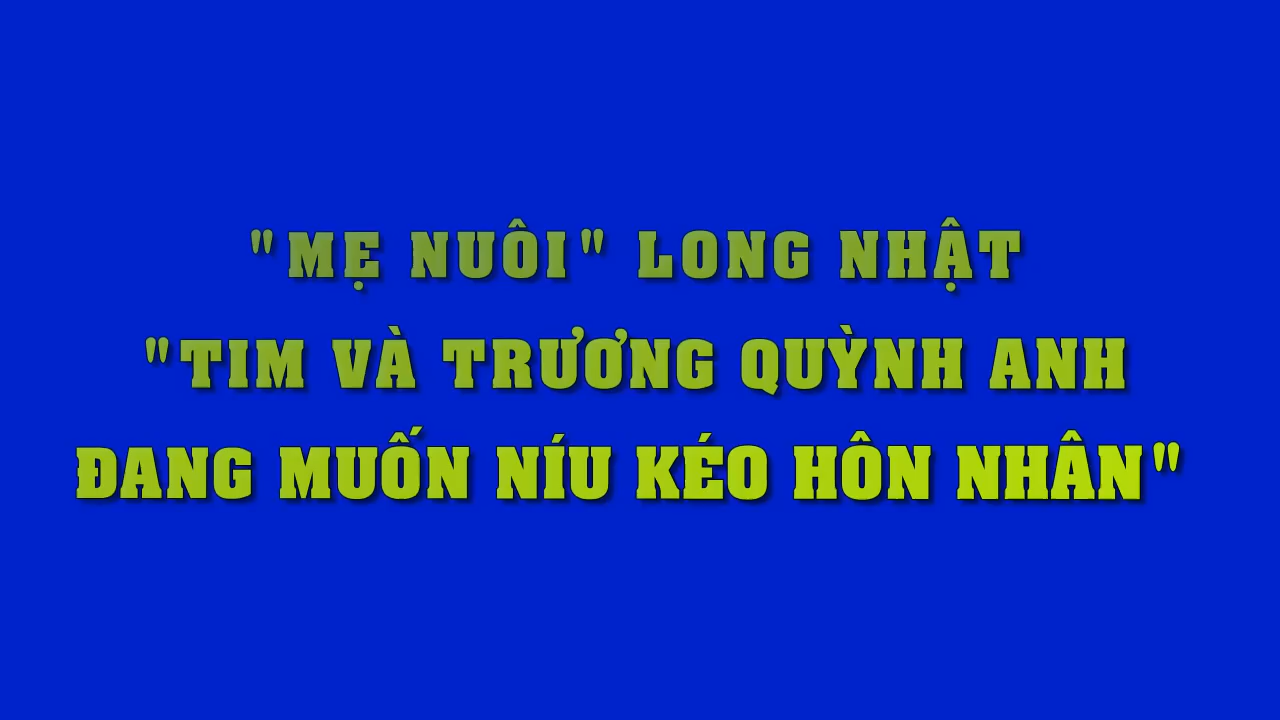 "MẸ NUÔI" LONG NHẬT
"TIM VÀ TRƯƠNG QUỲNH ANH
ĐANG MUỐN NÍU KÉO HÔN NHÂN"